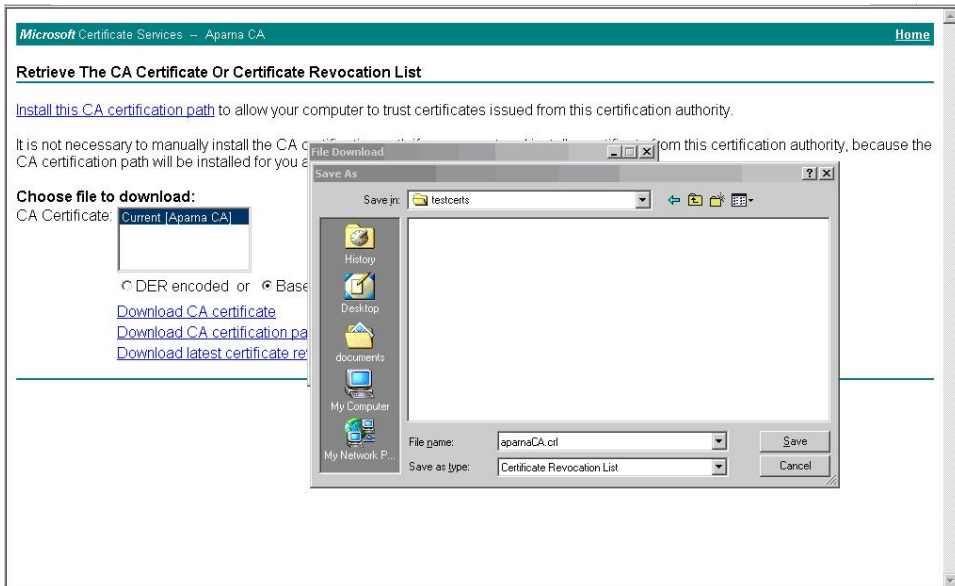 Microsoft Certificate Services -- Aparna CA
Home
Retrieve The CA Certificate Or Certificate Revocation List
Install this CA certification path to allow your computer to trust certificates issued from this certification authority.
It is not necessary to manually install the CA
from this certification authority, because the
CA certification path will be installed for you
Choose file to download:
CA Certificate:
Current [Aparna CA]
DER encoded or Base
Download CA certificate
Download CA certification pa
Download latest certificate re
File Download
Save As
Save in:
testcerts
History
Desktop
documents
My Computer
My Network P...
File name:
aparnaCA.crl
Save
Save as type:
Certificate Revocation List
Cancel